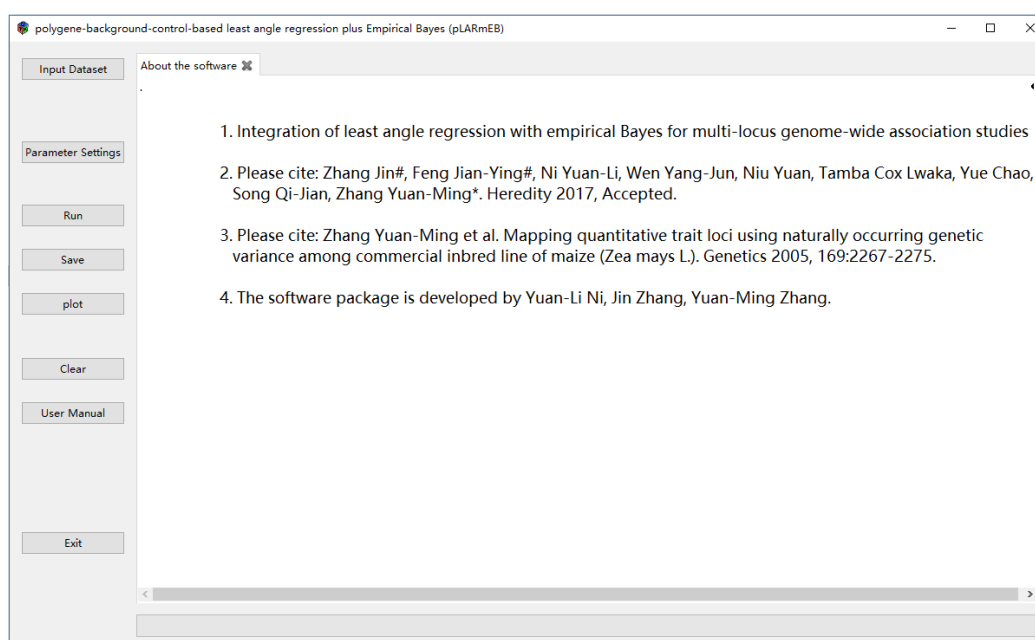 polygene-background-control-based least angle regression plus Empirical Bayes (pLARmEB)
Input Dataset
About the software
Parameter Settings
Run
Save
plot
Clear
User Manual
Exit
.
1. Integration of least angle regression with empirical Bayes for multi-locus genome-wide association studies
2. Please cite: Zhang Jin#, Feng Jian-Ying#, Ni Yuan-Li, Wen Yang-Jun, Niu Yuan, Tamba Cox Lwaka, Yue Chao,
Song Qi-Jian, Zhang Yuan-Ming*. Heredity 2017, Accepted.
3. Please cite: Zhang Yuan-Ming et al. Mapping quantitative trait loci using naturally occurring genetic
variance among commercial inbred line of maize (Zea mays L.). Genetics 2005, 169:2267-2275.
4. The software package is developed by Yuan-Li Ni, Jin Zhang, Yuan-Ming Zhang.